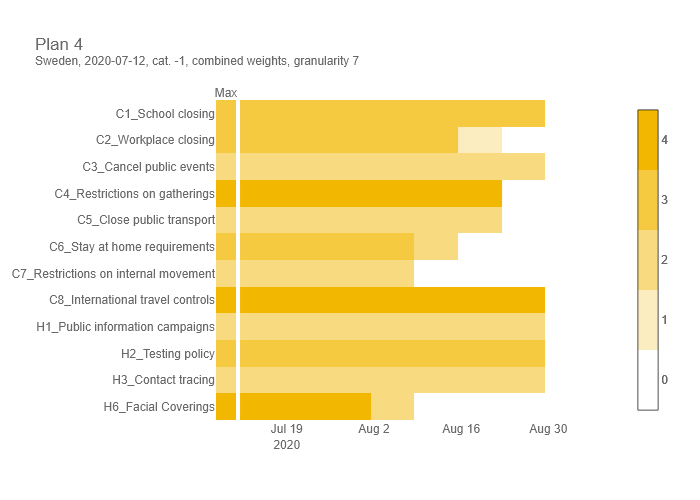 Plan 4
Sweden, 2020-07-12, cat. -1, combined weights, granularity 7
Max
C1_School closing
C2_Workplace closing
C3_Cancel public events
C4_Restrictions on gatherings
C5_Close public transport
C6_Stay at home requirements
C7_Restrictions on internal movement
C8_International travel controls
H1_Public information campaigns
H2_Testing policy
H3_Contact tracing
H6_Facial Coverings
Jul 19 Aug 2 Aug 16 Aug 30
2020
4
3
2
1
0